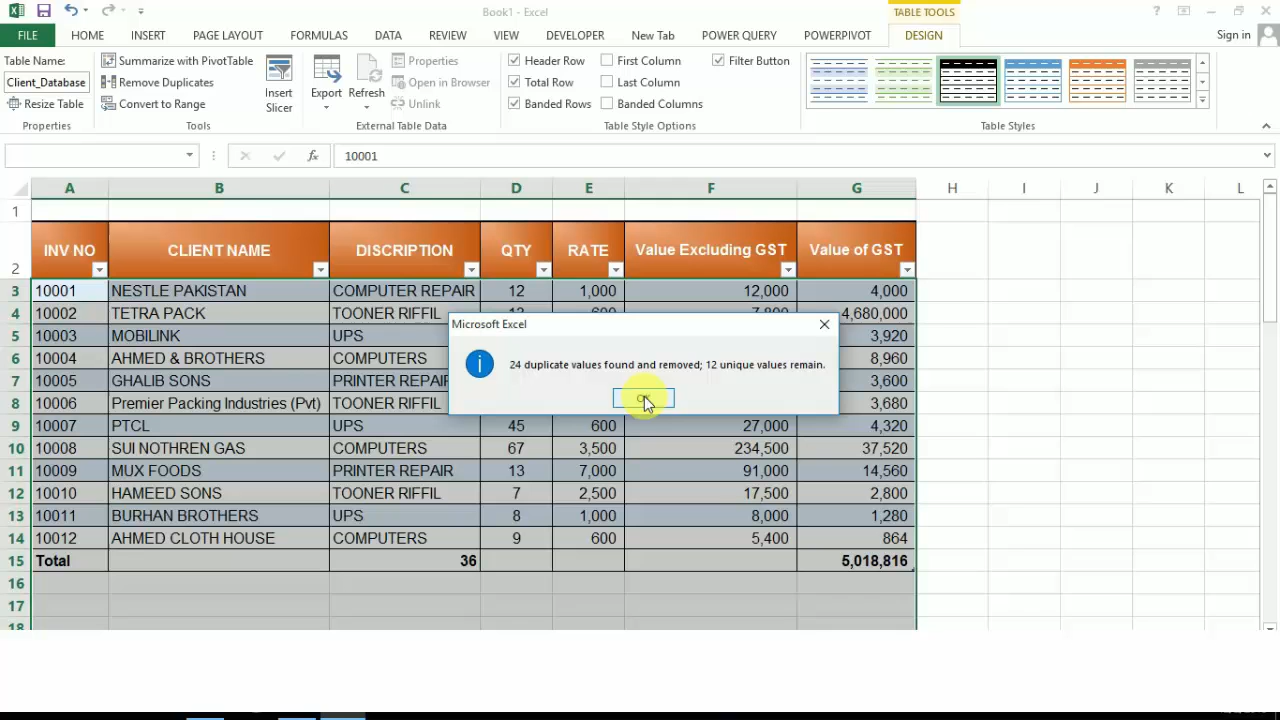 Book1 - Excel
TABLE TOOLS
?
FILE HOME INSERT PAGE LAYOUT FORMULAS DATA REVIEW VIEW DEVELOPER New Tab POWER QUERY POWERPIVOT DESIGN Sign in
Table Name: Summarize with PivotTable Properties Header Row First Column Filter Button
Client_Database Remove Duplicates Insert Slicer Export Refresh Open in Browser Total Row Last Column
Resize Table Convert to Range Unlink Banded Rows Banded Columns
Properties Tools External Table Data Table Style Options Table Styles
fx 10001
A B C D E F G H I J K L
1
2 INV NO CLIENT NAME DISCRIPTION QTY RATE Value Excluding GST Value of GST
3 10001 NESTLE PAKISTAN COMPUTER REPAIR 12 1,000 12,000 4,000
4 10002 TETRA PACK TOONER RIFFIL 4,680,000
5 10003 MOBILINK UPS 3,920
6 10004 AHMED & BROTHERS COMPUTERS 8,960
7 10005 GHALIB SONS PRINTER REPAIR 3,600
8 10006 Premier Packing Industries (Pvt) TOONER RIFFIL 3,680
9 10007 PTCL UPS 45 600 27,000 4,320
10 10008 SUI NOTHREN GAS COMPUTERS 67 3,500 234,500 37,520
11 10009 MUX FOODS PRINTER REPAIR 13 7,000 91,000 14,560
12 10010 HAMEED SONS TOONER RIFFIL 7 2,500 17,500 2,800
13 10011 BURHAN BROTHERS UPS 8 1,000 8,000 1,280
14 10012 AHMED CLOTH HOUSE COMPUTERS 9 600 5,400 864
15 Total 36 5,018,816
16
17
18
Microsoft Excel
24 duplicate values found and removed; 12 unique values remain.